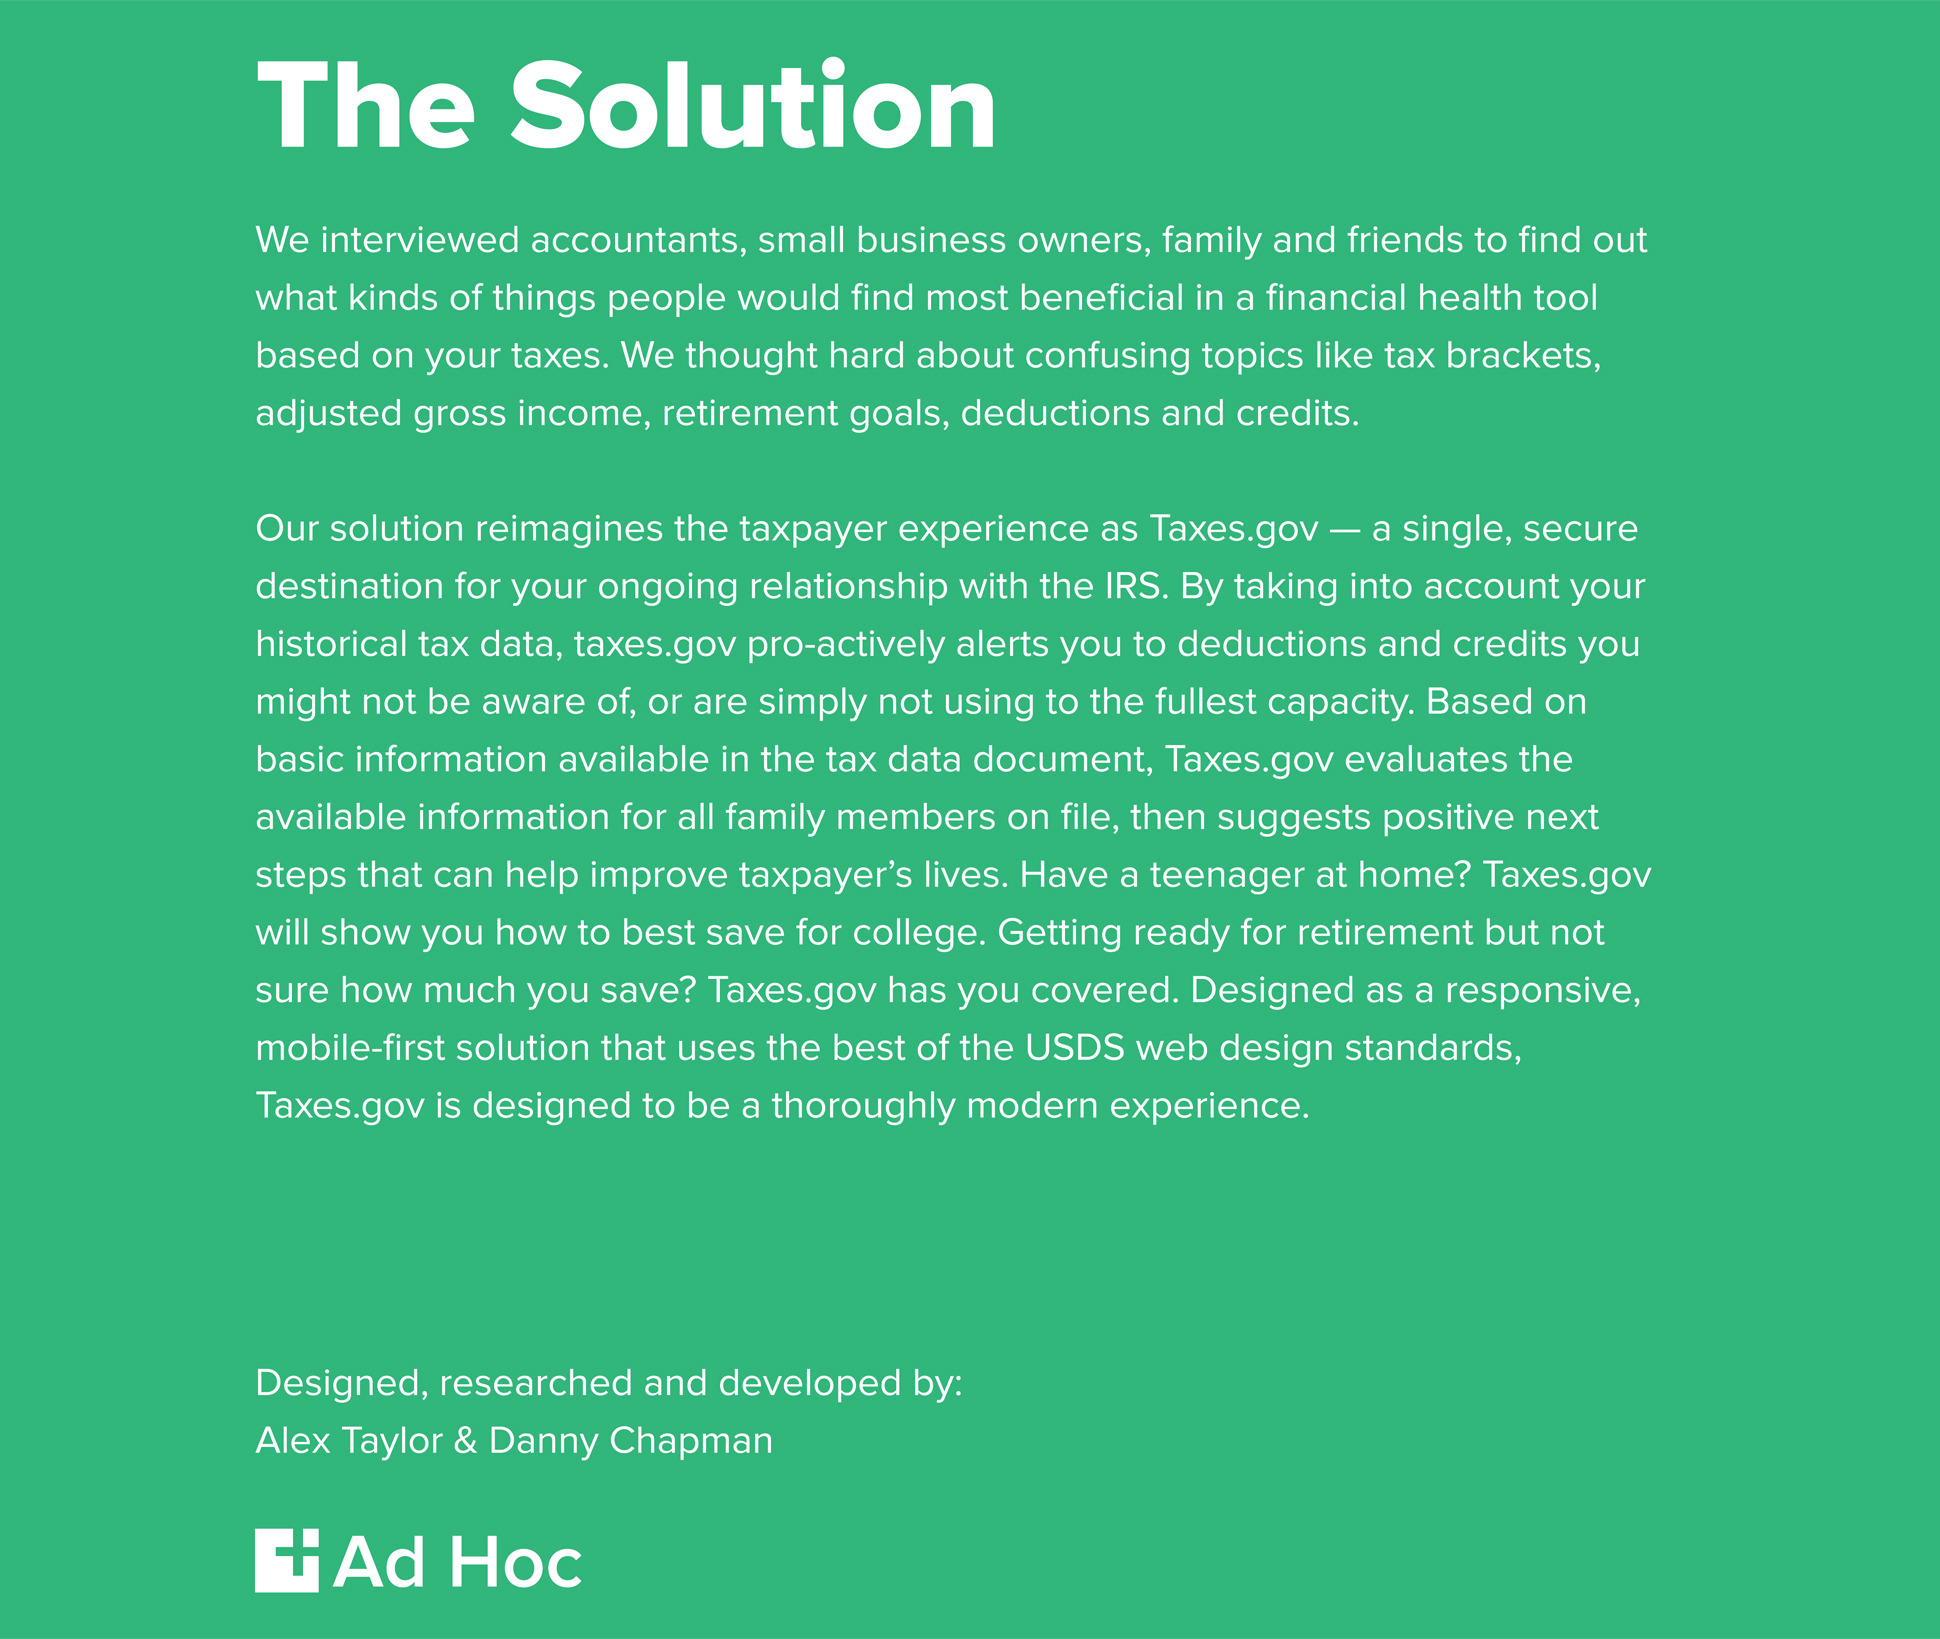 The Solution
We interviewed accountants, small business owners, family and friends to find out
what kinds of things people would find most beneficial in a financial health tool
based on your taxes. We thought hard about confusing topics like tax brackets,
adjusted gross income, retirement goals, deductions and credits.
Our solution reimagines the taxpayer experience as Taxes.gov — a single, secure
destination for your ongoing relationship with the IRS. By taking into account your
historical tax data, taxes.gov pro-actively alerts you to deductions and credits you
might not be aware of, or are simply not using to the fullest capacity. Based on
basic information available in the tax data document, Taxes.gov evaluates the
available information for all family members on file, then suggests positive next
steps that can help improve taxpayer’s lives. Have a teenager at home? Taxes.gov
will show you how to best save for college. Getting ready for retirement but not
sure how much you save? Taxes.gov has you covered. Designed as a responsive,
mobile-first solution that uses the best of the USDS web design standards,
Taxes.gov is designed to be a thoroughly modern experience.
Designed, researched and developed by:
Alex Taylor & Danny Chapman
Ad Hoc